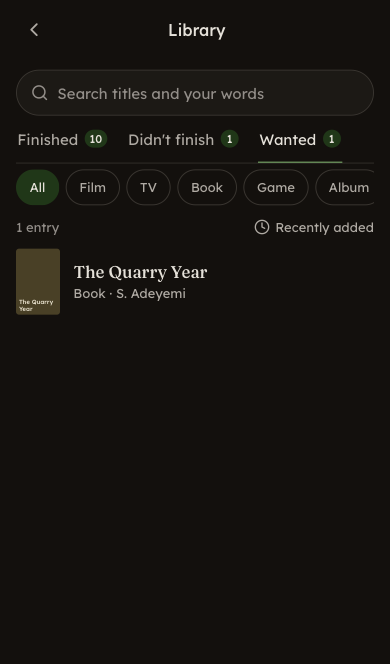 Library
Search titles and your words
Finished 10 Didn't finish 1 Wanted 1
All Film TV Book Game Album
1 entry Recently added
The Quarry Year
Book · S. Adeyemi
The Quarry
Year